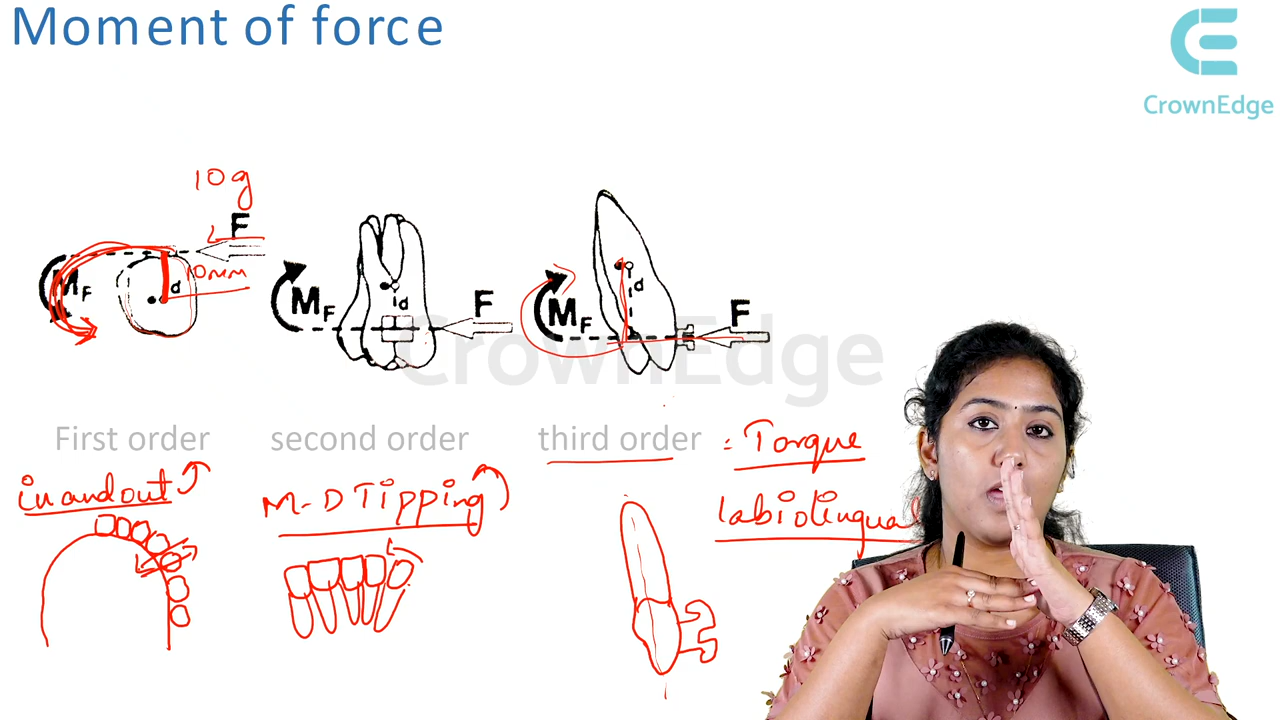 Moment of force
CrownEdge
10g
F
MF
10mm
d
MF
d
F
MF
d
F
CrownEdge
First order
second order
third order
= Torque
in and out
M-D Tipping
labiolingual